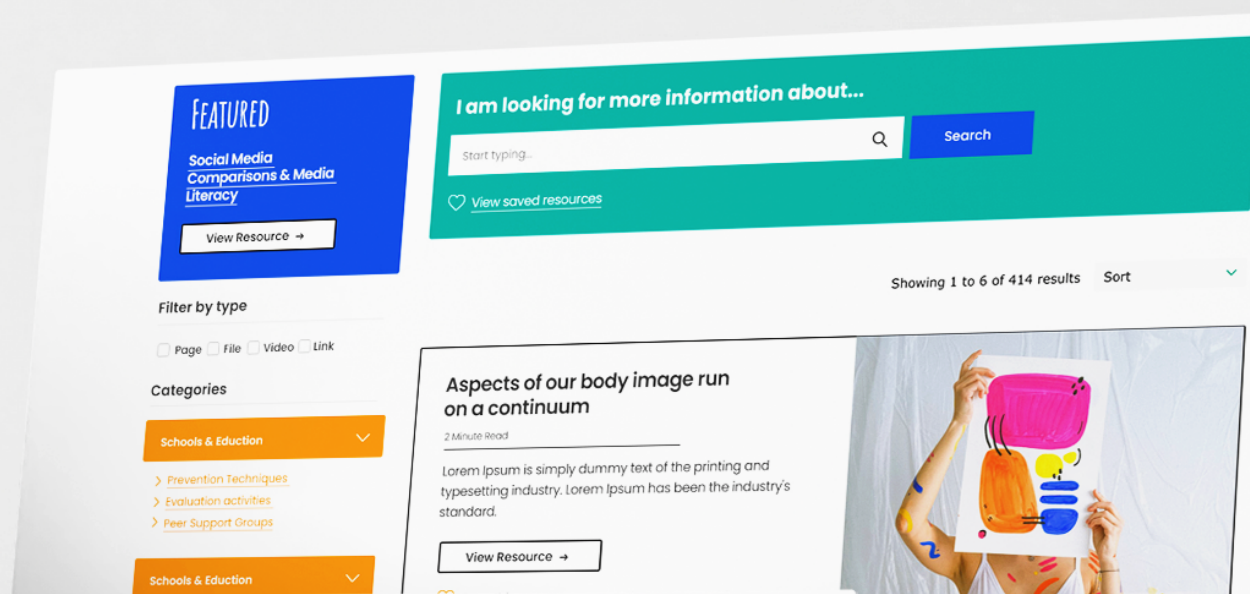 Featured
Social Media
Comparisons & Media
Literacy
View Resource →
I am looking for more information about...
Start typing...
Search
View saved resources
Showing 1 to 6 of 414 results
Sort
Filter by type
Page File Video Link
Categories
Schools & Eduction
Prevention Techniques
Evaluation activities
Peer Support Groups
Schools & Eduction
Aspects of our body image run
on a continuum
2 Minute Read
Lorem Ipsum is simply dummy text of the printing and
typesetting industry. Lorem Ipsum has been the industry's
standard.
View Resource →